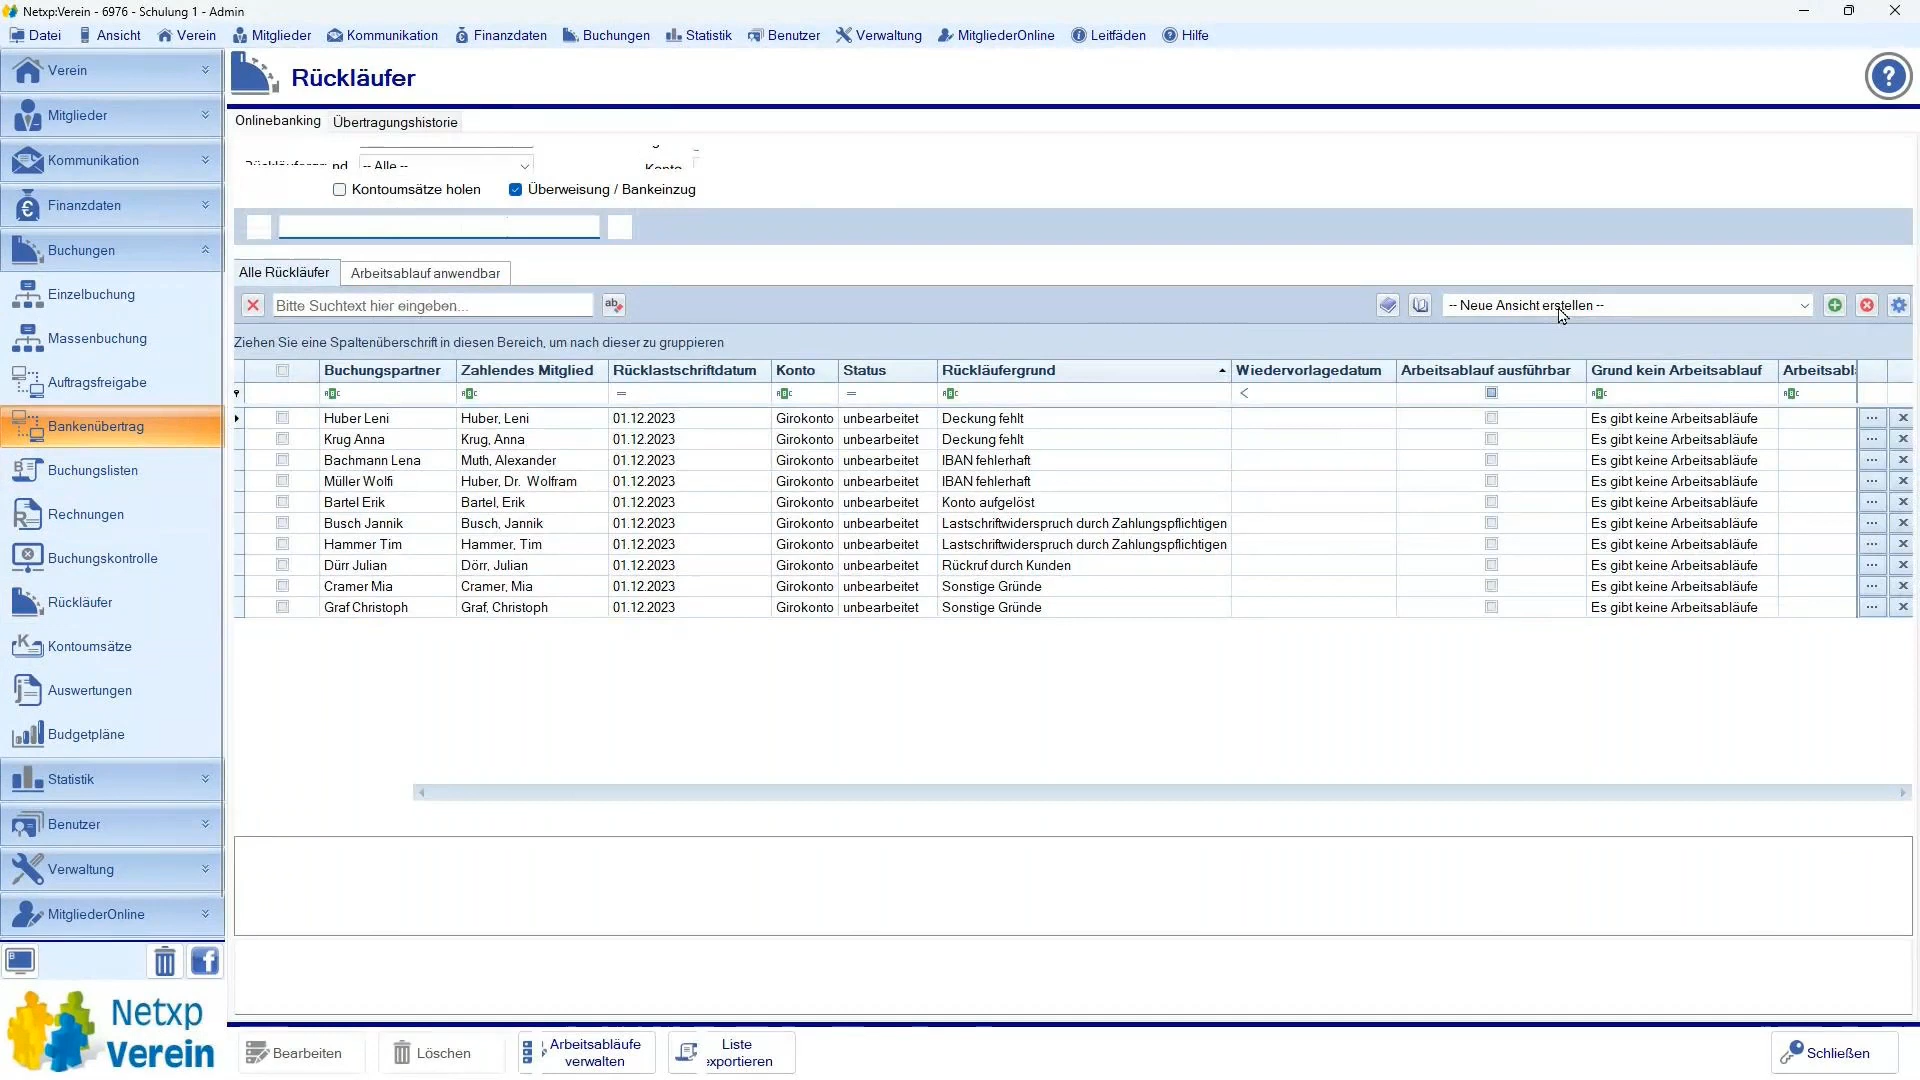 Netxp:Verein - 6976 - Schulung 1 - Admin
Datei Ansicht Verein Mitglieder Kommunikation Finanzdaten Buchungen Statistik Benutzer Verwaltung MitgliederOnline Leitfäden Hilfe
Verein
Mitglieder
Kommunikation
Finanzdaten
Buchungen
Einzelbuchung
Massenbuchung
Auftragsfreigabe
Bankenübertrag
Buchungslisten
Rechnungen
Buchungskontrolle
Rückläufer
Kontoumsätze
Auswertungen
Budgetpläne
Statistik
Benutzer
Verwaltung
MitgliederOnline
Netxp
Verein
Rückläufer
Onlinebanking Übertragungshistorie
-- Alle --
Kontoumsätze holen Überweisung / Bankeinzug
Alle Rückläufer Arbeitsablauf anwendbar
Bitte Suchtext hier eingeben... -- Neue Ansicht erstellen --
Ziehen Sie eine Spaltenüberschrift in diesen Bereich, um nach dieser zu gruppieren
Buchungspartner Zahlendes Mitglied Rücklastschriftdatum Konto Status Rückläufergrund Wiedervorlagedatum Arbeitsablauf ausführbar Grund kein Arbeitsablauf Arbeitsabl
Huber Leni Huber, Leni 01.12.2023 Girokonto unbearbeitet Deckung fehlt Es gibt keine Arbeitsabläufe
Krug Anna Krug, Anna 01.12.2023 Girokonto unbearbeitet Deckung fehlt Es gibt keine Arbeitsabläufe
Bachmann Lena Muth, Alexander 01.12.2023 Girokonto unbearbeitet IBAN fehlerhaft Es gibt keine Arbeitsabläufe
Müller Wolfi Huber, Dr. Wolfram 01.12.2023 Girokonto unbearbeitet IBAN fehlerhaft Es gibt keine Arbeitsabläufe
Bartel Erik Bartel, Erik 01.12.2023 Girokonto unbearbeitet Konto aufgelöst Es gibt keine Arbeitsabläufe
Busch Jannik Busch, Jannik 01.12.2023 Girokonto unbearbeitet Lastschriftwiderspruch durch Zahlungspflichtigen Es gibt keine Arbeitsabläufe
Hammer Tim Hammer, Tim 01.12.2023 Girokonto unbearbeitet Lastschriftwiderspruch durch Zahlungspflichtigen Es gibt keine Arbeitsabläufe
Dürr Julian Dörr, Julian 01.12.2023 Girokonto unbearbeitet Rückruf durch Kunden Es gibt keine Arbeitsabläufe
Cramer Mia Cramer, Mia 01.12.2023 Girokonto unbearbeitet Sonstige Gründe Es gibt keine Arbeitsabläufe
Graf Christoph Graf, Christoph 01.12.2023 Girokonto unbearbeitet Sonstige Gründe Es gibt keine Arbeitsabläufe
Bearbeiten Löschen Arbeitsabläufe verwalten Liste exportieren Schließen